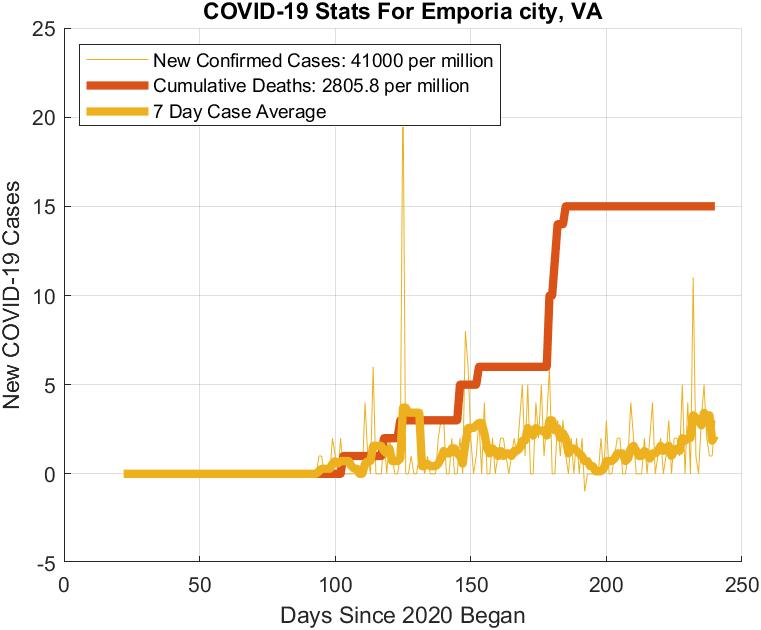 COVID-19 Stats For Emporia city, VA
New Confirmed Cases: 41000 per million
Cumulative Deaths: 2805.8 per million
7 Day Case Average
25
20
15
10
5
0
-5
New COVID-19 Cases
0 50 100 150 200 250
Days Since 2020 Began